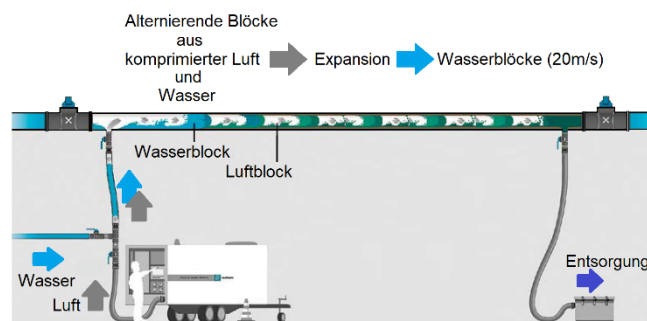 Alternierende Blöcke
aus
komprimierter Luft
und
Wasser
Expansion
Wasserblöcke (20m/s)
Wasserblock
Luftblock
Wasser
Luft
Entsorgung